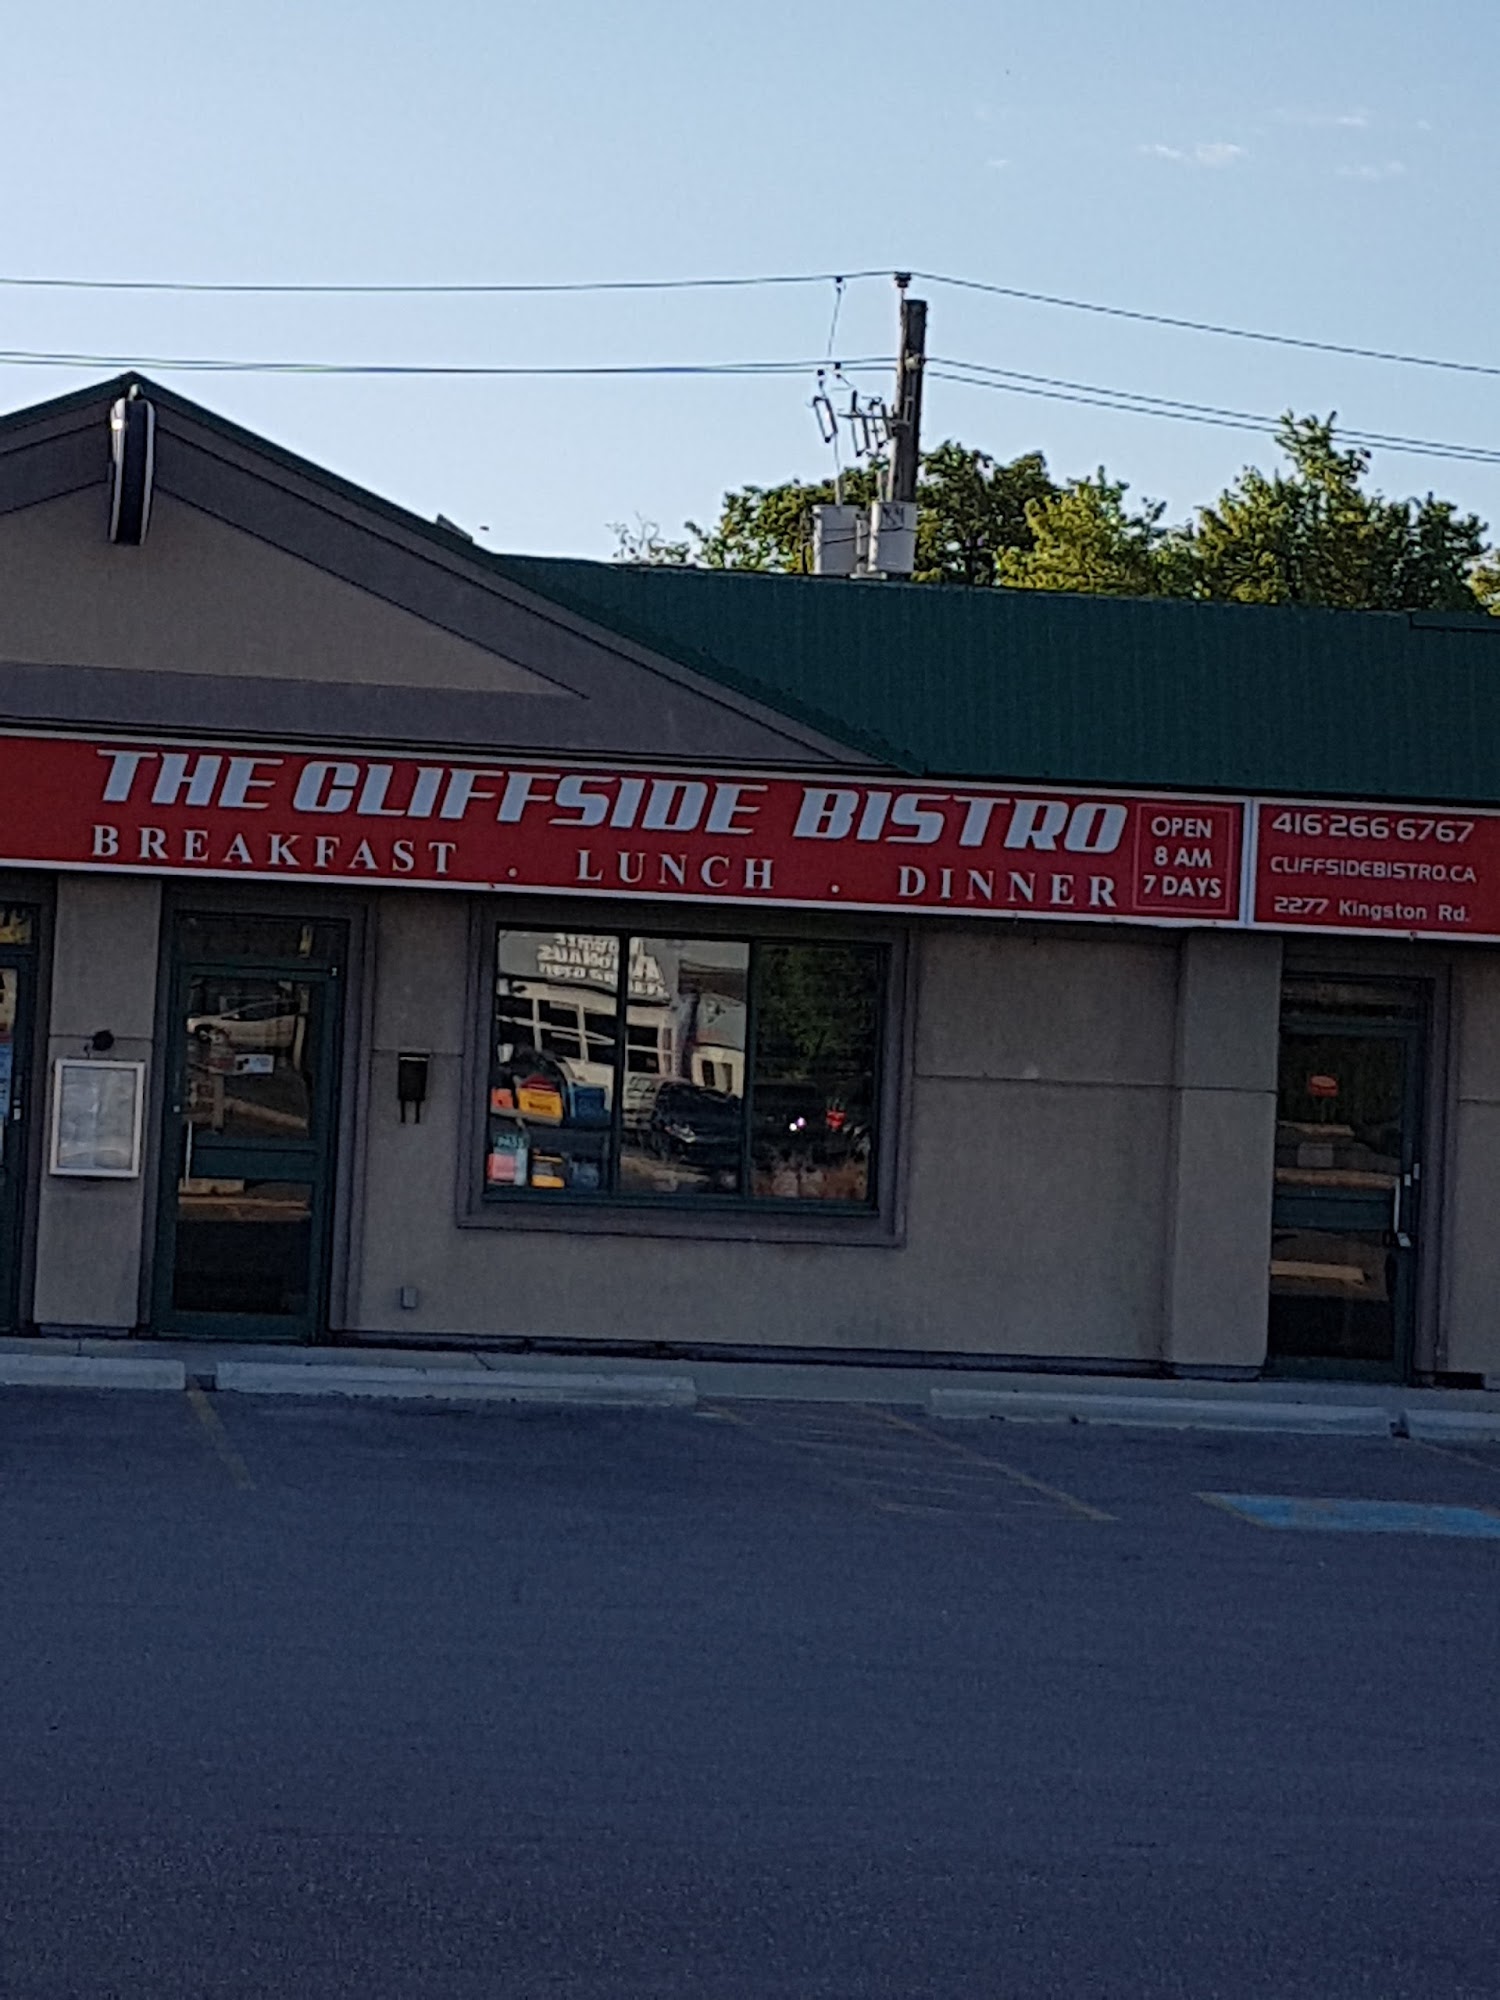 THE CLIFFSIDE BISTRO
BREAKFAST . LUNCH . DINNER
OPEN
8 AM
7 DAYS
416·266·6767
CLIFFSIDEBISTRO.CA
2277 Kingston Rd.